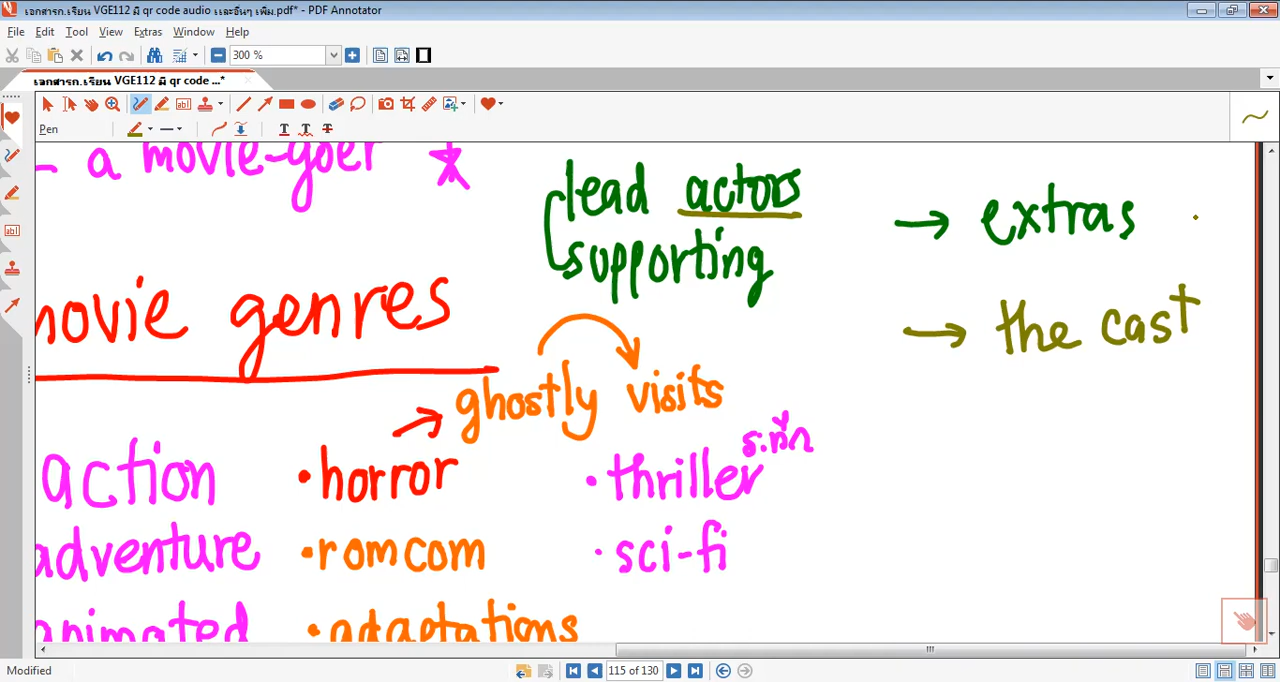 เอกสารก.เรียน VGE112 มี qr code audio และอื่นๆ เพิ่ม.pdf* - PDF Annotator
File Edit Tool View Extras Window Help
300 %
เอกสารก.เรียน VGE112 มี qr code ...*
Pen
- a movie-goer
lead actors
supporting
→ extras
→ the cast
movie genres
→ ghostly visits
action
• horror
• thriller
adventure
• romcom
• sci-fi
animated
• adaptations
Modified
115 of 130